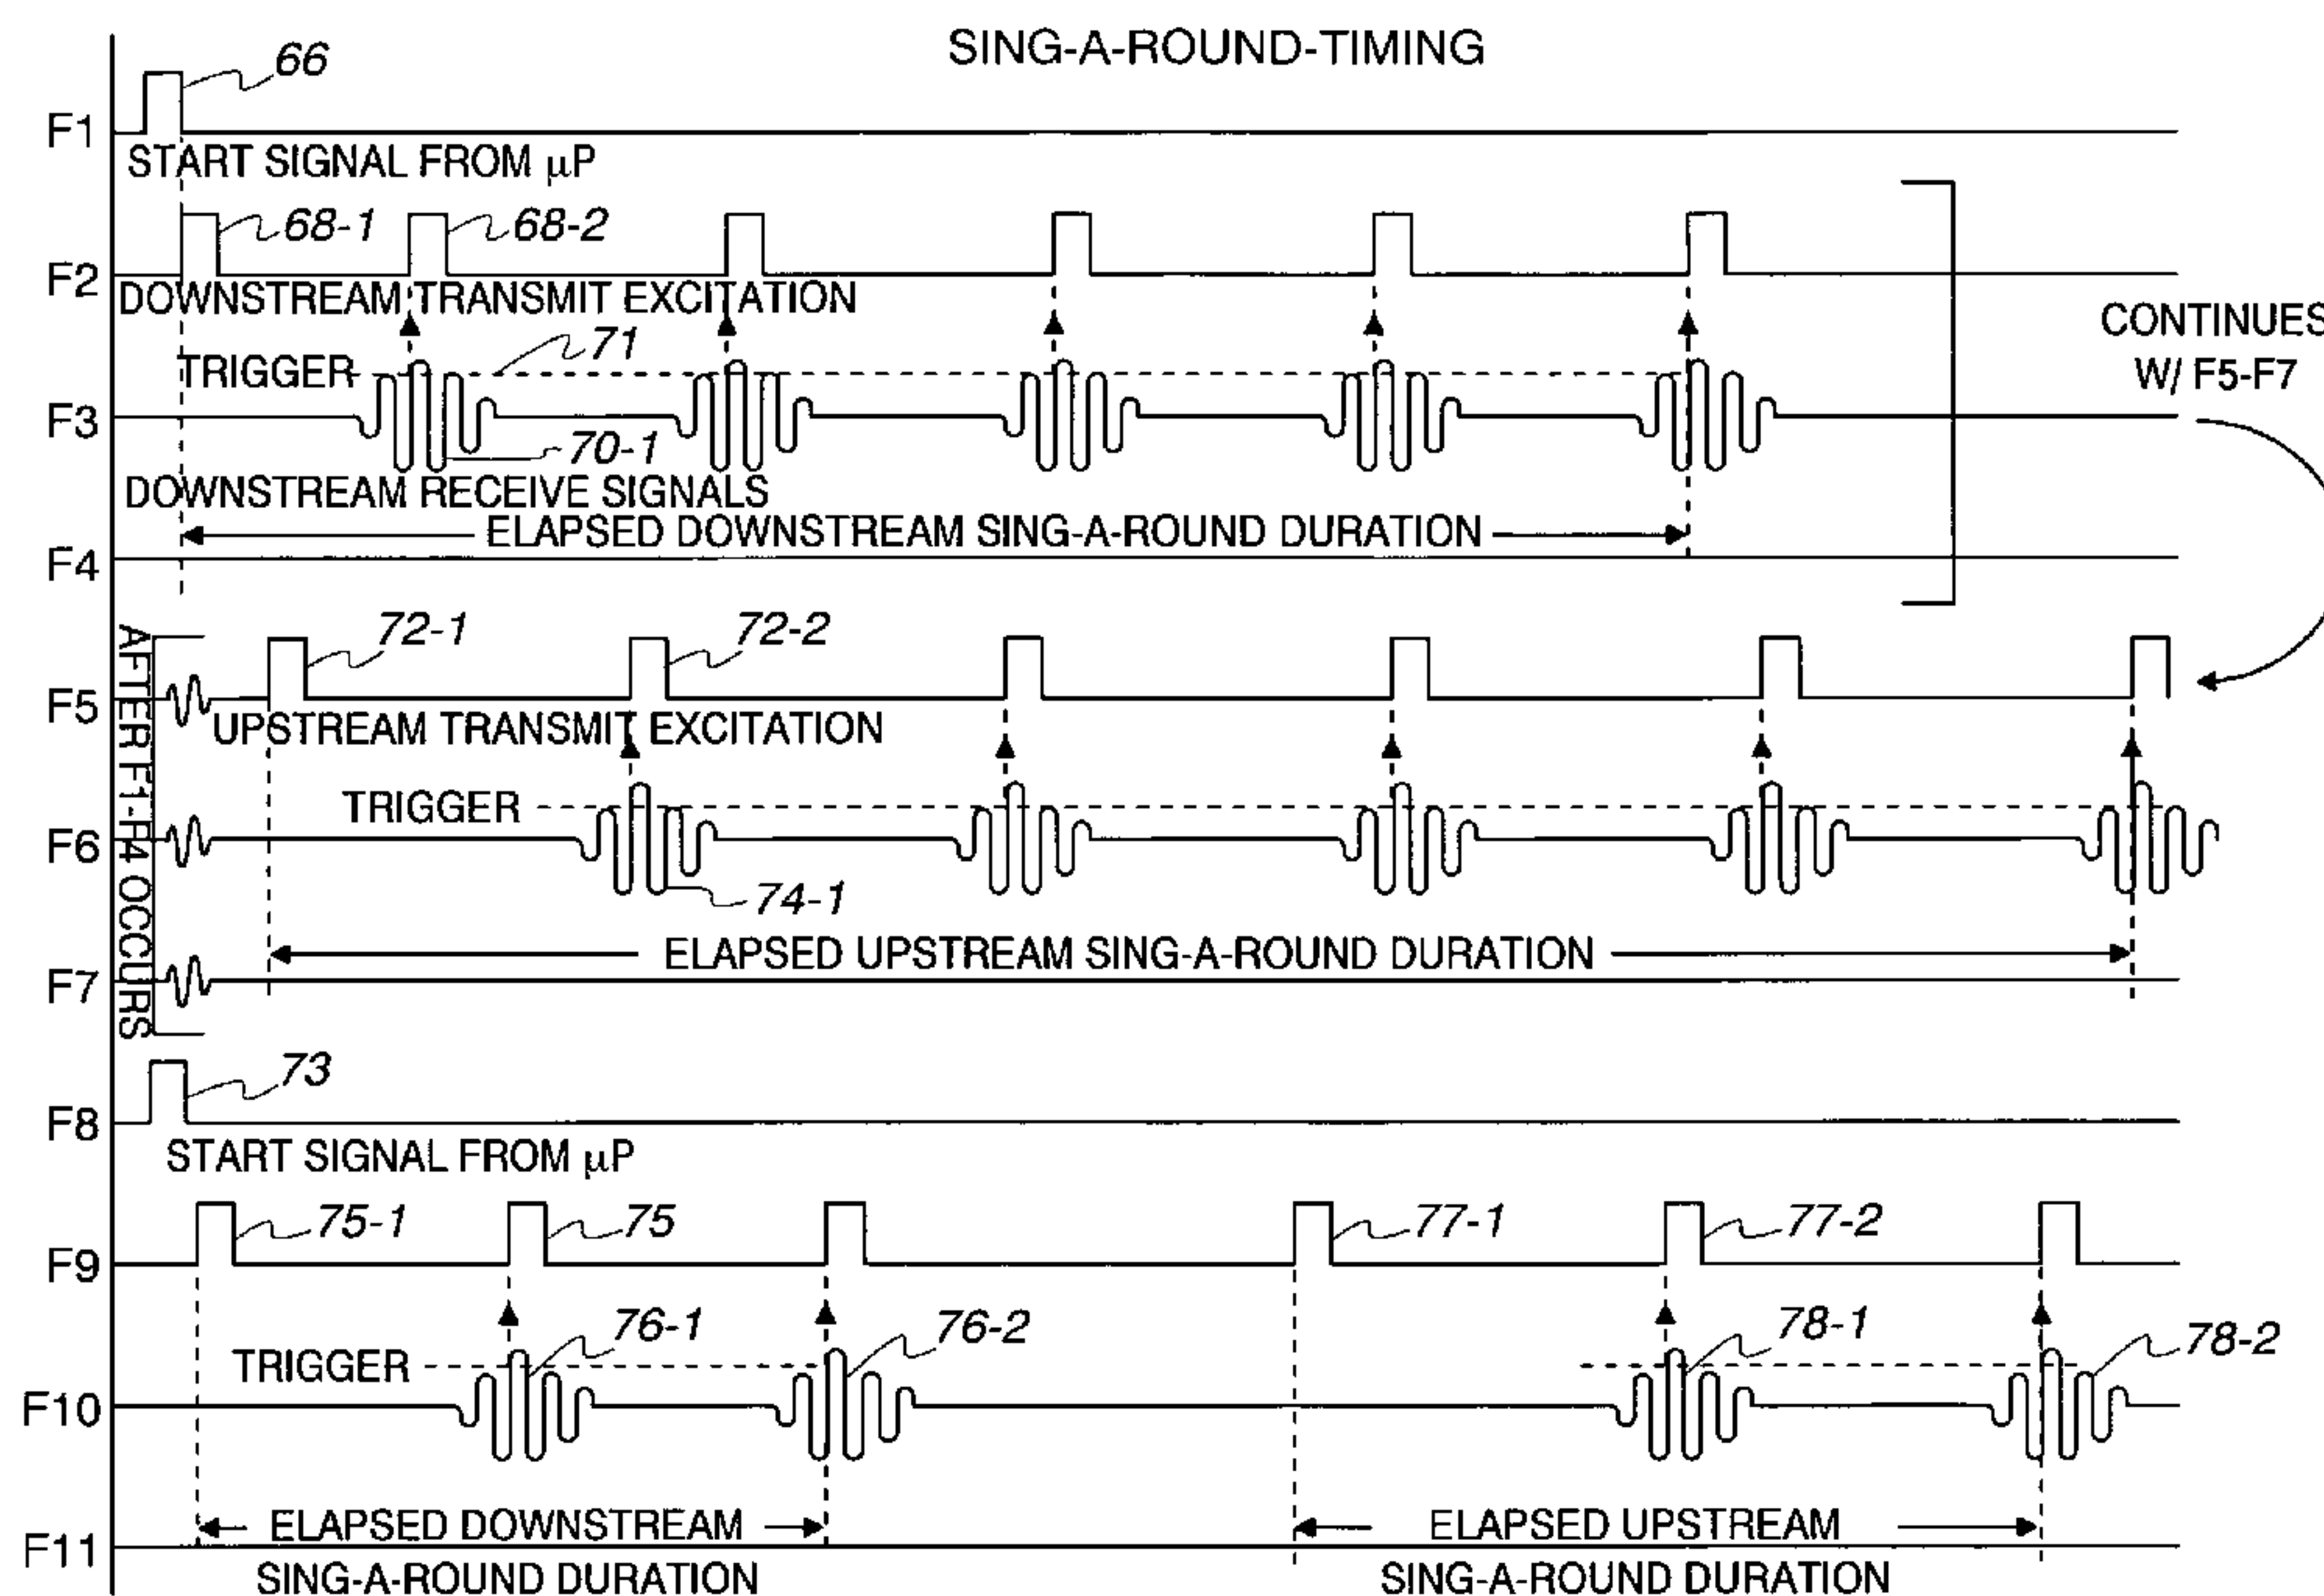 SING-A-ROUND-TIMING
66
F1
START SIGNAL FROM μP
68-1
68-2
F2
DOWNSTREAM TRANSMIT EXCITATION
CONTINUES
W/ F5-F7
71
TRIGGER
F3
70-1
DOWNSTREAM RECEIVE SIGNALS
ELAPSED DOWNSTREAM SING-A-ROUND DURATION
F4
AFTER F1-F4 OCCURS
72-1
72-2
F5
UPSTREAM TRANSMIT EXCITATION
TRIGGER
F6
74-1
ELAPSED UPSTREAM SING-A-ROUND DURATION
F7
73
F8
START SIGNAL FROM μP
75-1
75
77-1
77-2
F9
76-1
76-2
78-1
78-2
TRIGGER
F10
ELAPSED DOWNSTREAM
ELAPSED UPSTREAM
F11
SING-A-ROUND DURATION
SING-A-ROUND DURATION